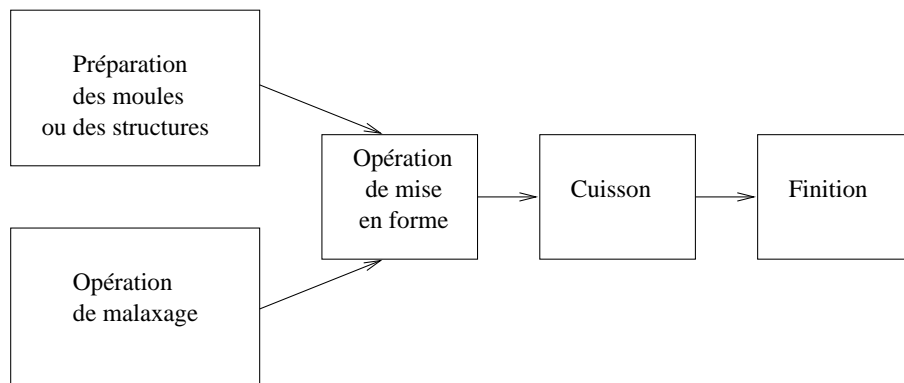 Préparation
des moules
ou des structures
Opération
de malaxage
Opération
de mise
en forme
Cuisson
Finition